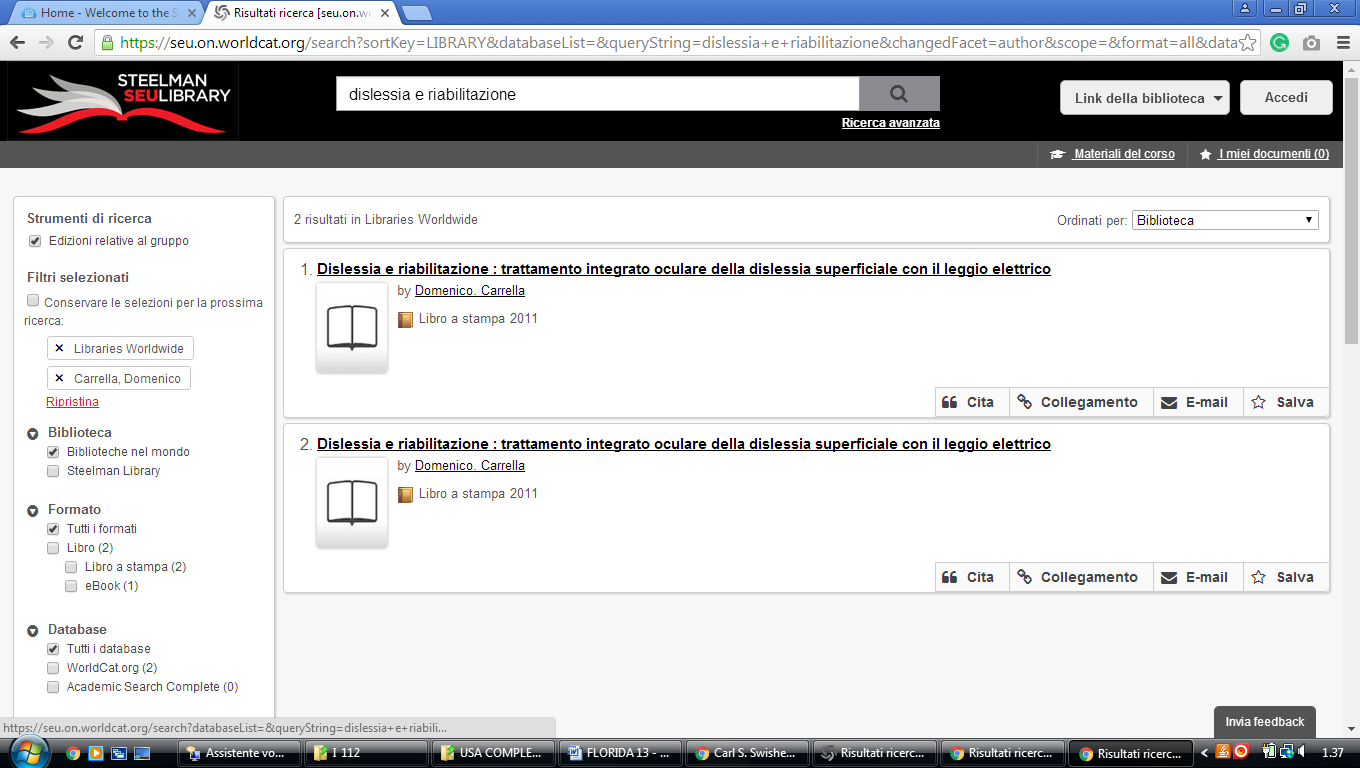 Home - Welcome to the S
Risultati ricerca [seu.on.wo
https://seu.on.worldcat.org/search?sortKey=LIBRARY&databaseList=&queryString=dislessia+e+riabilitazione&changedFacet=author&scope=&format=all&data
STEELMAN
SEULIBRARY
dislessia e riabilitazione
Ricerca avanzata
Link della biblioteca
Accedi
Materiali del corso
I miei documenti (0)
Strumenti di ricerca
Edizioni relative al gruppo
Filtri selezionati
Conservare le selezioni per la prossima
ricerca:
Libraries Worldwide
Carrella, Domenico
Ripristina
Biblioteca
Biblioteche nel mondo
Steelman Library
Formato
Tutti i formati
Libro (2)
Libro a stampa (2)
eBook (1)
Database
Tutti i database
WorldCat.org (2)
Academic Search Complete (0)
2 risultati in Libraries Worldwide
Ordinati per: Biblioteca
1. Dislessia e riabilitazione : trattamento integrato oculare della dislessia superficiale con il leggio elettrico
by Domenico. Carrella
Libro a stampa 2011
Cita Collegamento E-mail Salva
2. Dislessia e riabilitazione : trattamento integrato oculare della dislessia superficiale con il leggio elettrico
by Domenico. Carrella
Libro a stampa 2011
Cita Collegamento E-mail Salva
Invia feedback
https://seu.on.worldcat.org/search?databaseList=&queryString=dislessia+e+riabili...
Assistente vo...
I 112
USA COMPLE...
FLORIDA 13 - ...
Carl S. Swishe...
Risultati ricerc...
Risultati ricerc...
Risultati ricerc...
1.37